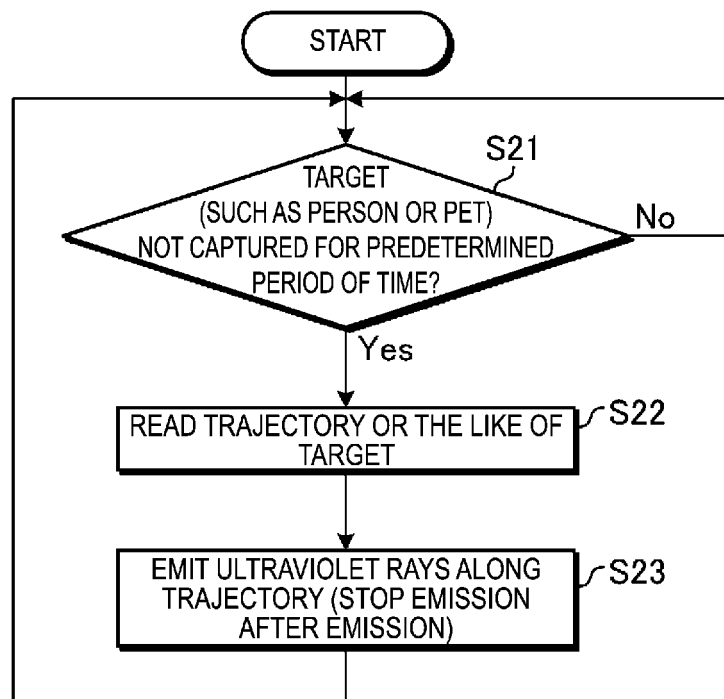 START
S21
TARGET
(SUCH AS PERSON OR PET)
NOT CAPTURED FOR PREDETERMINED
PERIOD OF TIME?
No
Yes
READ TRAJECTORY OR THE LIKE OF
TARGET
S22
EMIT ULTRAVIOLET RAYS ALONG
TRAJECTORY (STOP EMISSION
AFTER EMISSION)
S23